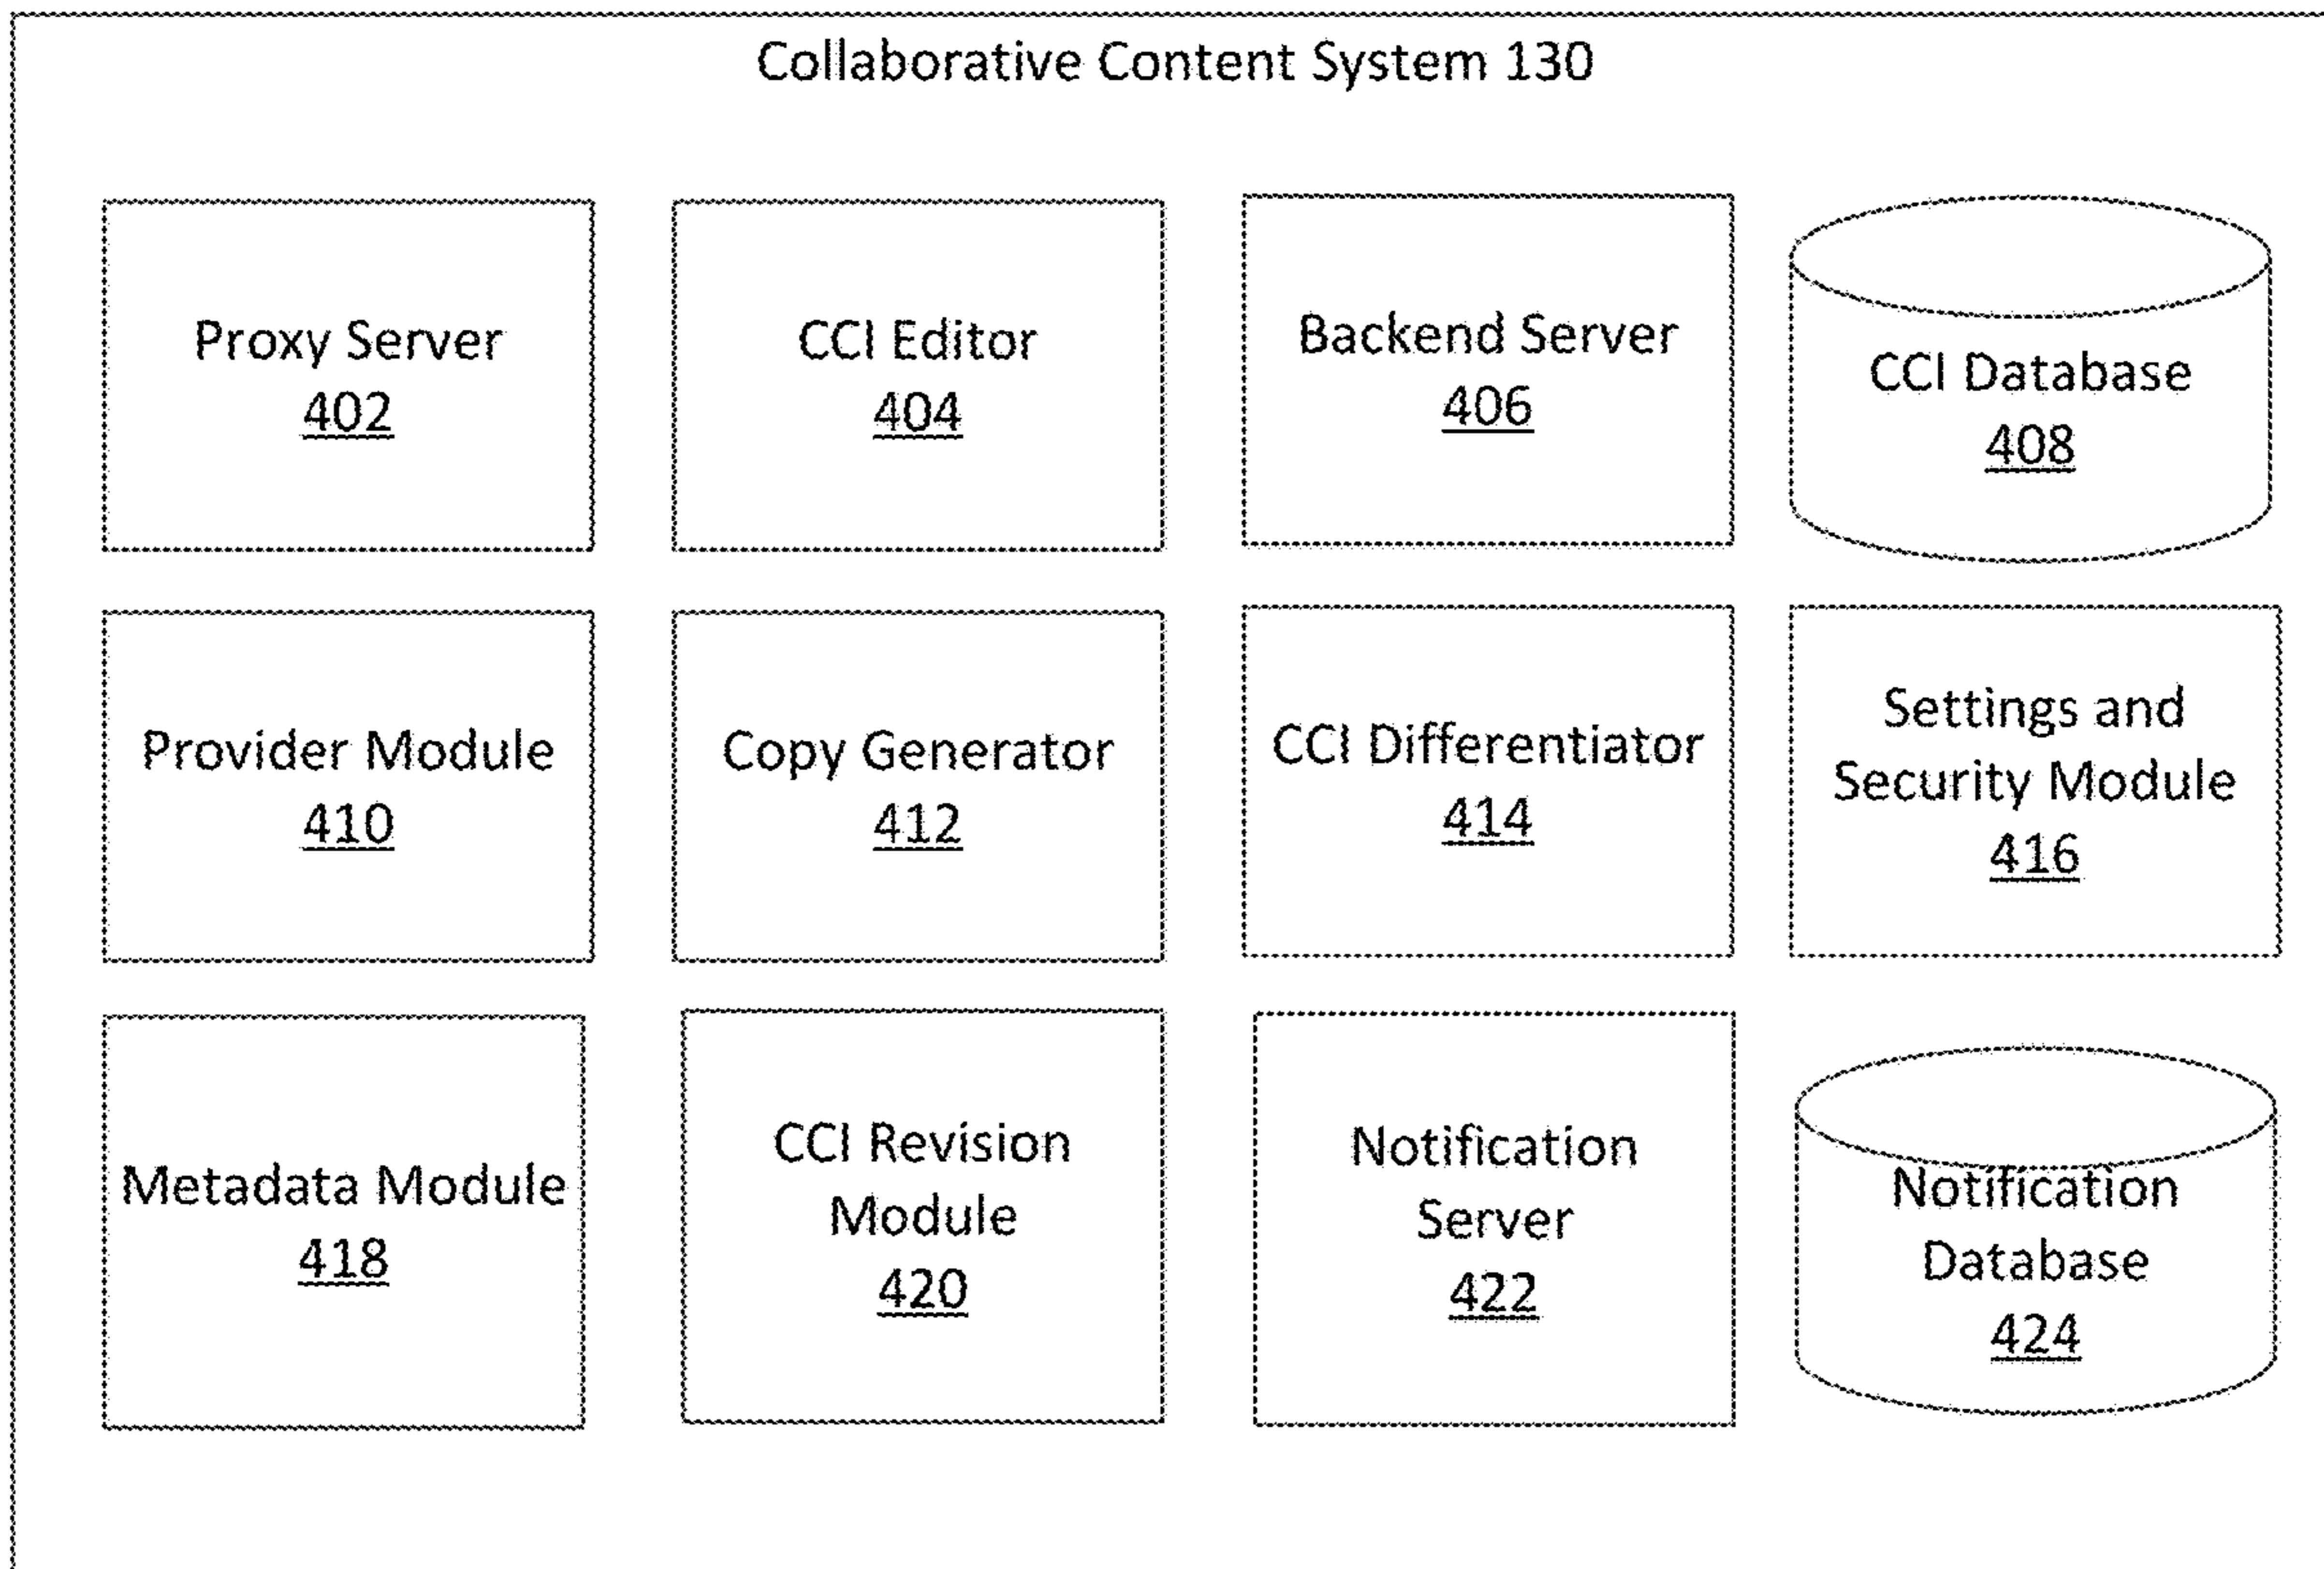 Collaborative Content System 130
Proxy Server
402
CCI Editor
404
Backend Server
406
CCI Database
408
Provider Module
410
Copy Generator
412
CCI Differentiator
414
Settings and
Security Module
416
Metadata Module
418
CCI Revision
Module
420
Notification
Server
422
Notification
Database
424